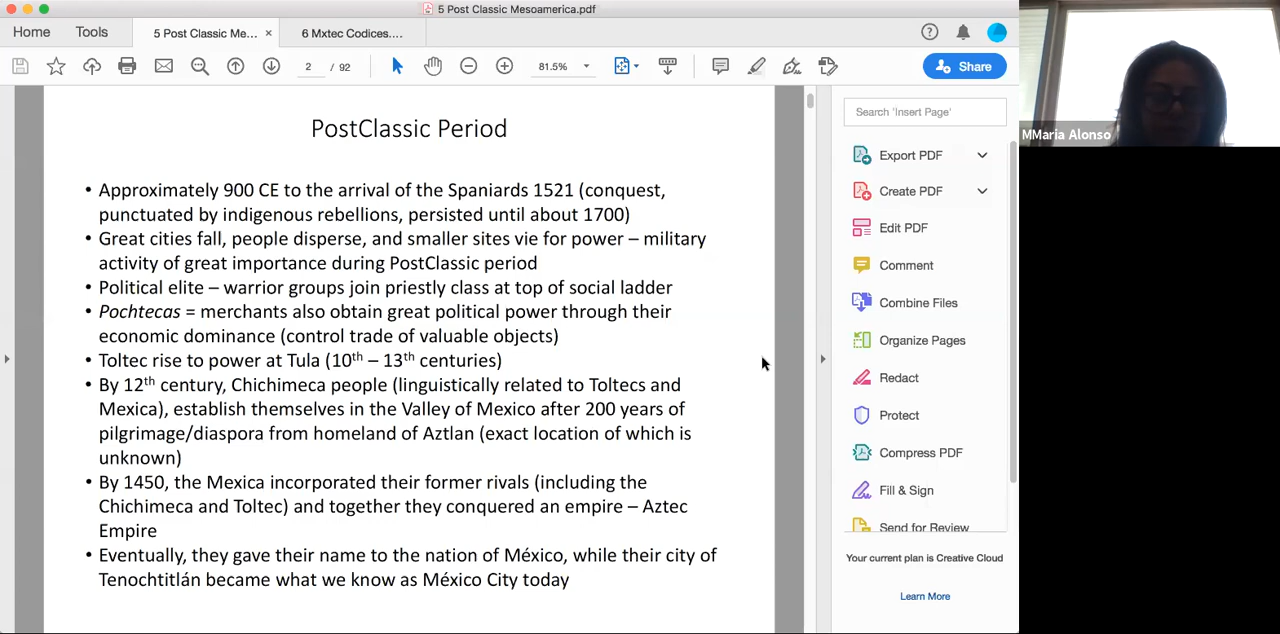 5 Post Classic Mesoamerica.pdf
Home Tools 5 Post Classic Me... × 6 Mxtec Codices....
2 / 92 81.5% Share
PostClassic Period
• Approximately 900 CE to the arrival of the Spaniards 1521 (conquest,
punctuated by indigenous rebellions, persisted until about 1700)
• Great cities fall, people disperse, and smaller sites vie for power – military
activity of great importance during PostClassic period
• Political elite – warrior groups join priestly class at top of social ladder
• Pochtecas = merchants also obtain great political power through their
economic dominance (control trade of valuable objects)
• Toltec rise to power at Tula (10th – 13th centuries)
• By 12th century, Chichimeca people (linguistically related to Toltecs and
Mexica), establish themselves in the Valley of Mexico after 200 years of
pilgrimage/diaspora from homeland of Aztlan (exact location of which is
unknown)
• By 1450, the Mexica incorporated their former rivals (including the
Chichimeca and Toltec) and together they conquered an empire – Aztec
Empire
• Eventually, they gave their name to the nation of México, while their city of
Tenochtitlán became what we know as México City today
Search 'Insert Page'
Export PDF
Create PDF
Edit PDF
Comment
Combine Files
Organize Pages
Redact
Protect
Compress PDF
Fill & Sign
Send for Review
Your current plan is Creative Cloud
Learn More
MMaria Alonso